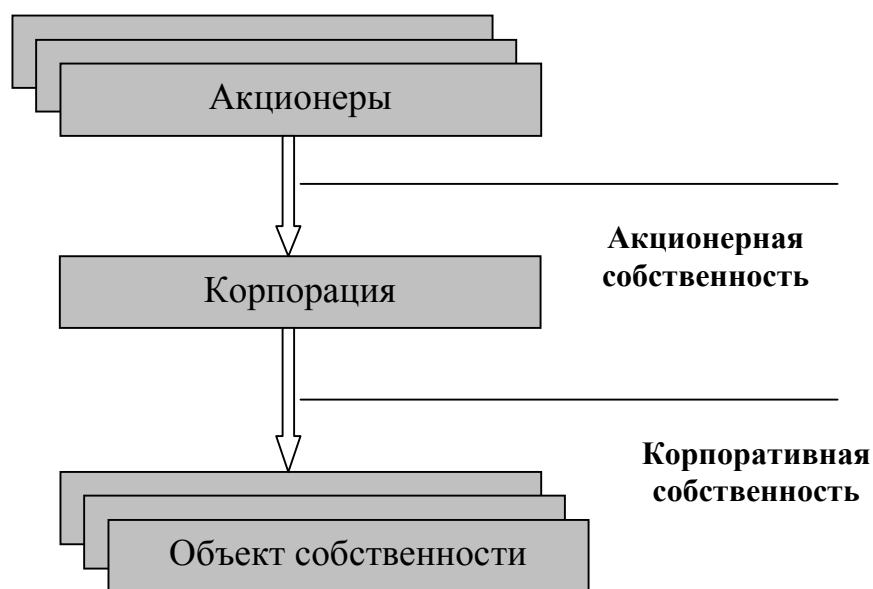 Акционеры
Акционерная
собственность
Корпорация
Корпоративная
собственность
Объект собственности